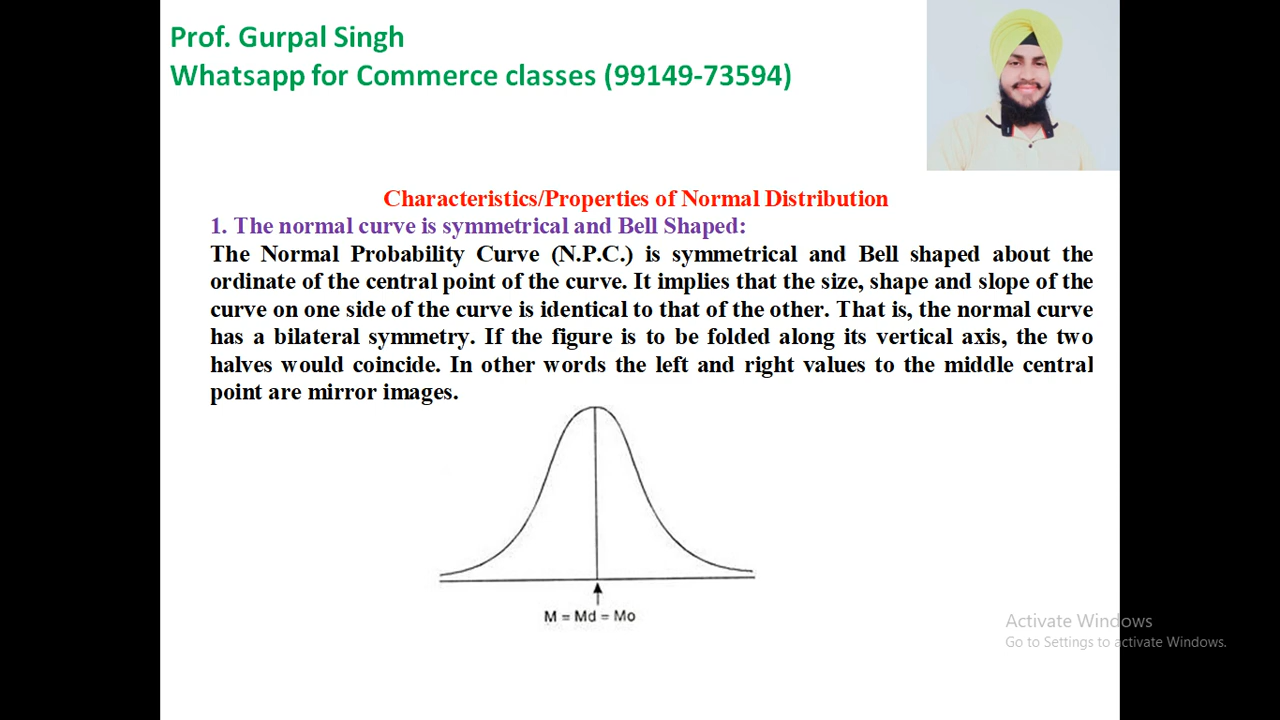 Prof. Gurpal Singh
Whatsapp for Commerce classes (99149-73594)
Characteristics/Properties of Normal Distribution
1. The normal curve is symmetrical and Bell Shaped:
The Normal Probability Curve (N.P.C.) is symmetrical and Bell shaped about the
ordinate of the central point of the curve. It implies that the size, shape and slope of the
curve on one side of the curve is identical to that of the other. That is, the normal curve
has a bilateral symmetry. If the figure is to be folded along its vertical axis, the two
halves would coincide. In other words the left and right values to the middle central
point are mirror images.
M = Md = Mo
Activate Windows
Go to Settings to activate Windows.